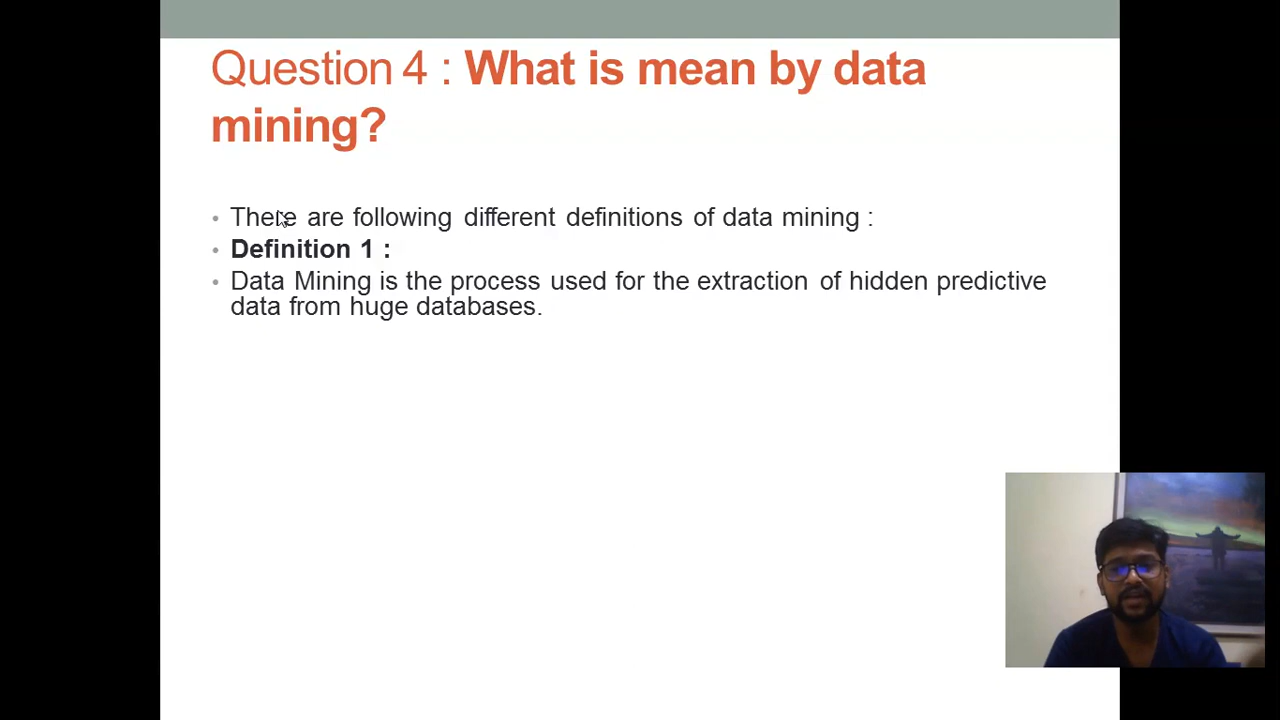 Question 4 : What is mean by data
mining?
• There are following different definitions of data mining :
• Definition 1 :
• Data Mining is the process used for the extraction of hidden predictive
data from huge databases.